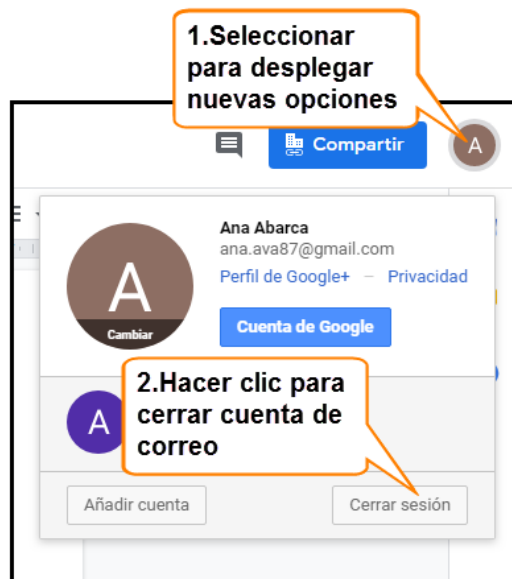 1.Seleccionar
para desplegar
nuevas opciones
Compartir
A
Ana Abarca
ana.ava87@gmail.com
Perfil de Google+ – Privacidad
A
Cambiar
Cuenta de Google
2.Hacer clic para
cerrar cuenta de
correo
A
Añadir cuenta
Cerrar sesión